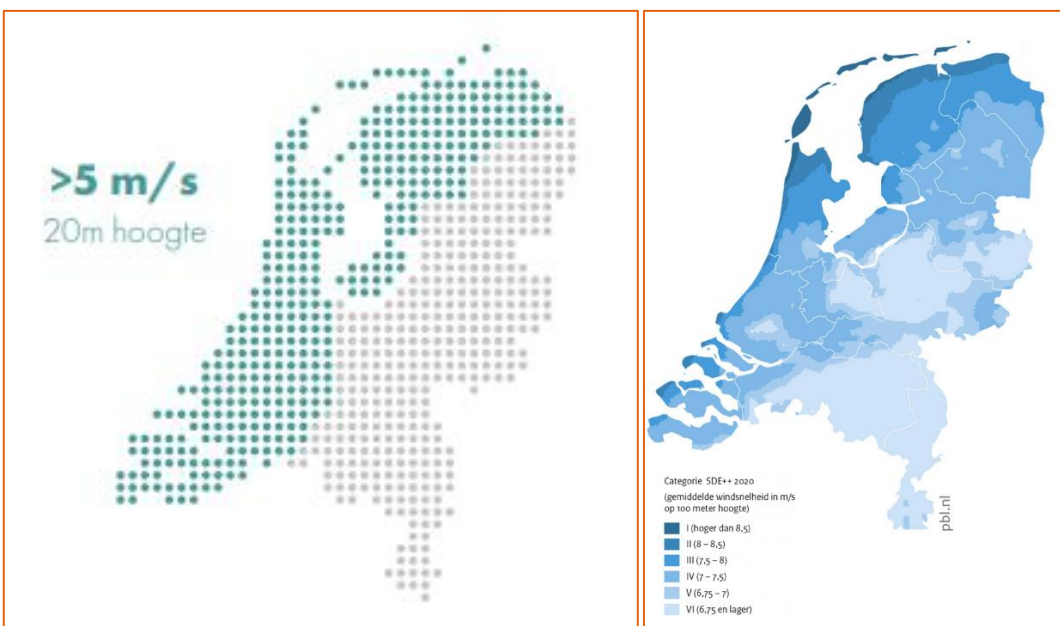 >5 m/s
20m hoogte
Categorie SDE++ 2020
(gemiddelde windsnelheid in m/s
op 100 meter hoogte)
I (hoger dan 8,5)
II (8 – 8,5)
III (7,5 – 8)
IV (7 – 7,5)
V (6,75 – 7)
VI (6,75 en lager)
pbl.nl